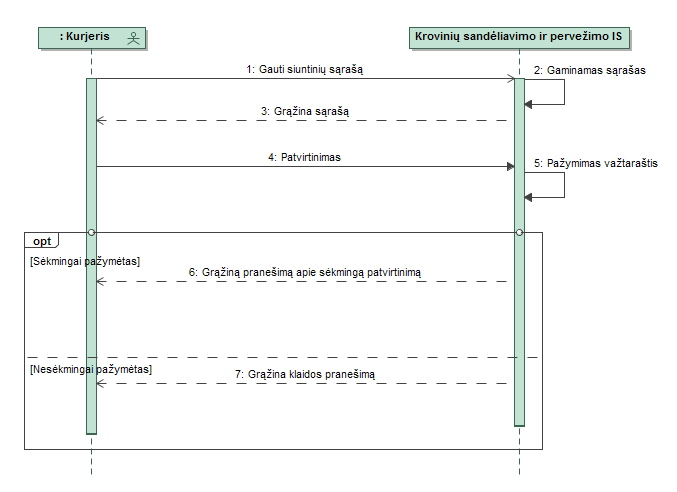 : Kurjeris
Krovinių sandėliavimo ir pervežimo IS
1: Gauti siuntinių sąrašą
2: Gaminamas sąrašas
3: Grąžina sąrašą
4: Patvirtinimas
5: Pažymimas važtaraštis
opt
[Sėkmingai pažymėtas]
6: Grąžiną pranešimą apie sėkmingą patvirtinimą
[Nesėkmingai pažymėtas]
7: Grąžina klaidos pranešimą